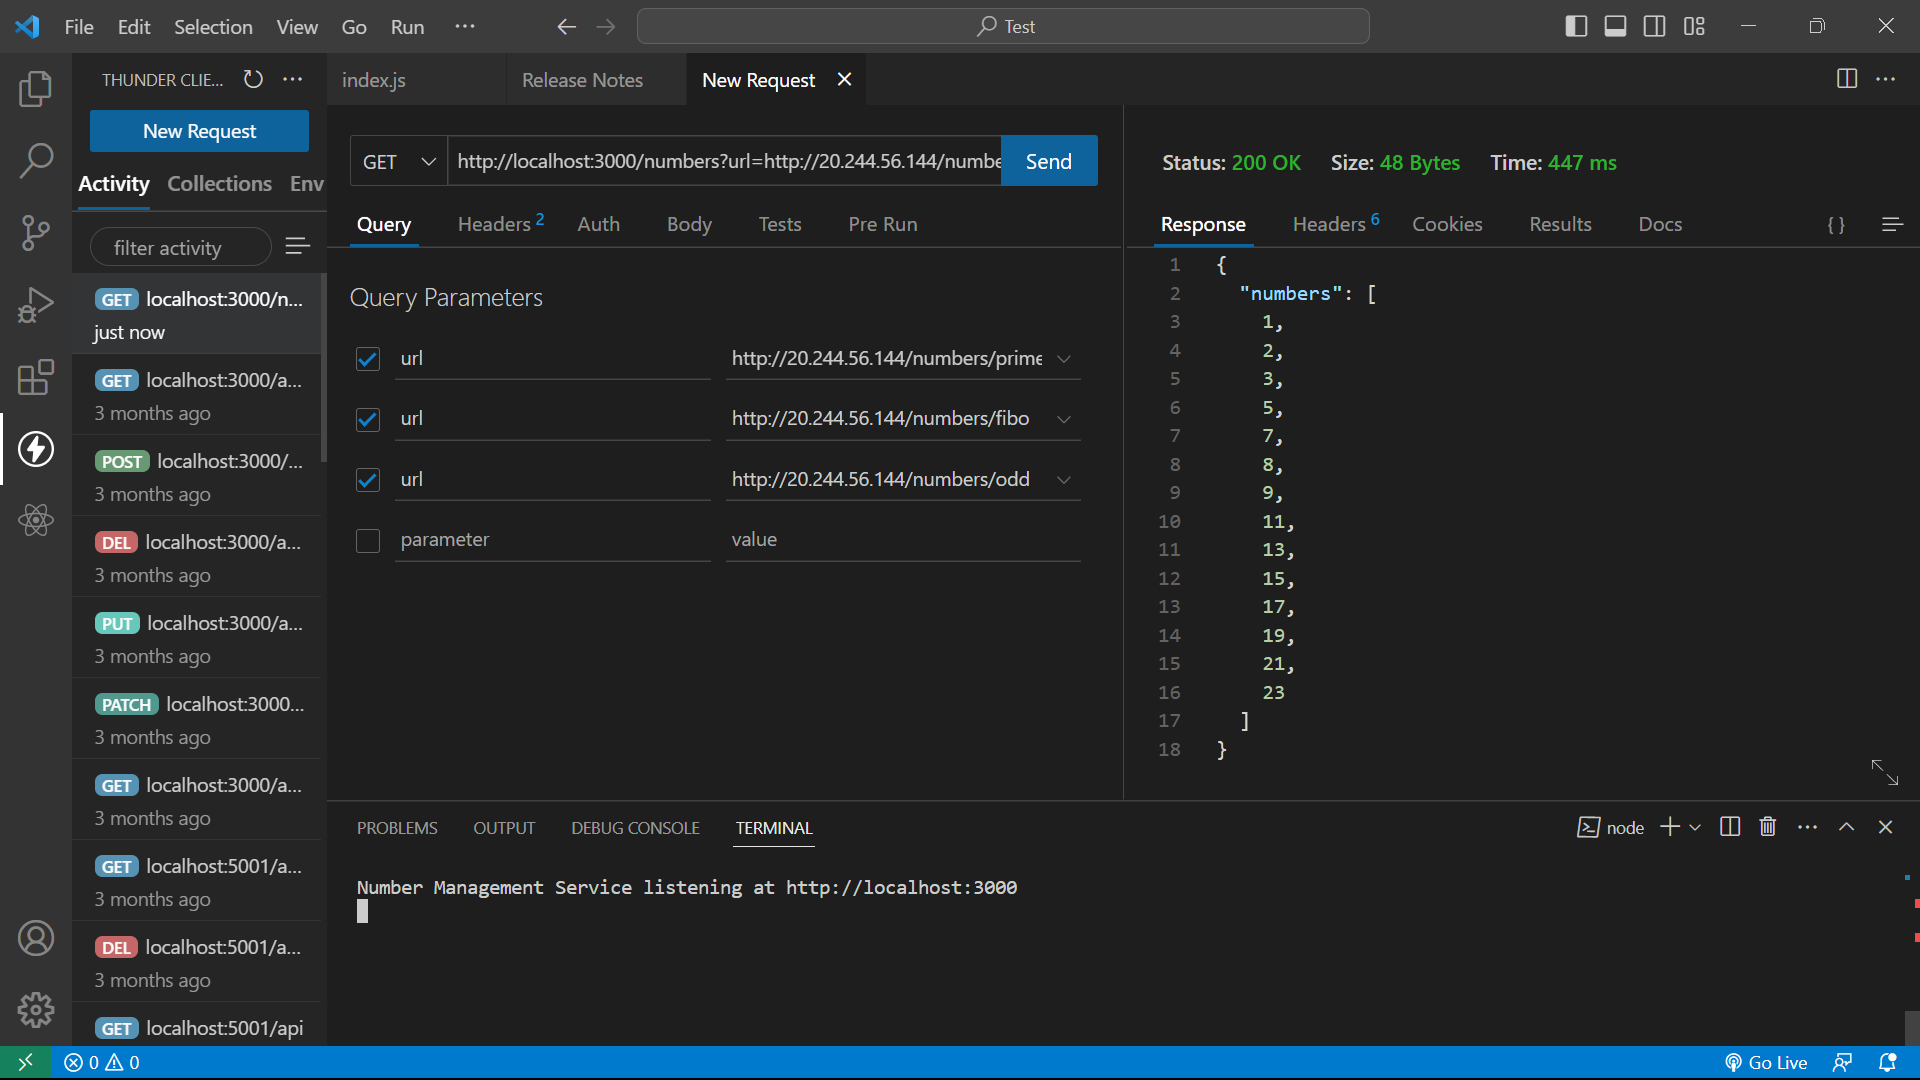 File Edit Selection View Go Run ···
Test
THUNDER CLIE... ···
index.js Release Notes New Request
New Request
Activity Collections Env
filter activity
GET localhost:3000/n...
just now
GET localhost:3000/a...
3 months ago
POST localhost:3000/...
3 months ago
DEL localhost:3000/a...
3 months ago
PUT localhost:3000/a...
3 months ago
PATCH localhost:3000...
3 months ago
GET localhost:3000/a...
3 months ago
GET localhost:5001/a...
3 months ago
DEL localhost:5001/a...
3 months ago
GET localhost:5001/api
GET http://localhost:3000/numbers?url=http://20.244.56.144/numbe Send
Query Headers 2 Auth Body Tests Pre Run
Query Parameters
url http://20.244.56.144/numbers/prime
url http://20.244.56.144/numbers/fibo
url http://20.244.56.144/numbers/odd
parameter value
Status: 200 OK Size: 48 Bytes Time: 447 ms
Response Headers 6 Cookies Results Docs { }
1 {
2 "numbers": [
3 1,
4 2,
5 3,
6 5,
7 7,
8 8,
9 9,
10 11,
11 13,
12 15,
13 17,
14 19,
15 21,
16 23
17 ]
18 }
PROBLEMS OUTPUT DEBUG CONSOLE TERMINAL
node ···
Number Management Service listening at http://localhost:3000
0 0
Go Live